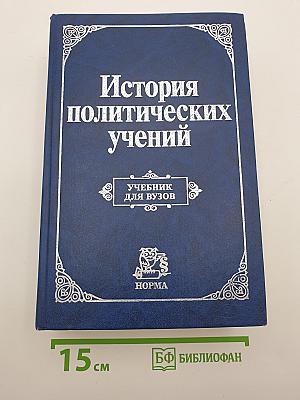 История
политических
учений
УЧЕБНИК
ДЛЯ ВУЗОВ
НОРМА
15 см
БФ БИБЛИОФАН